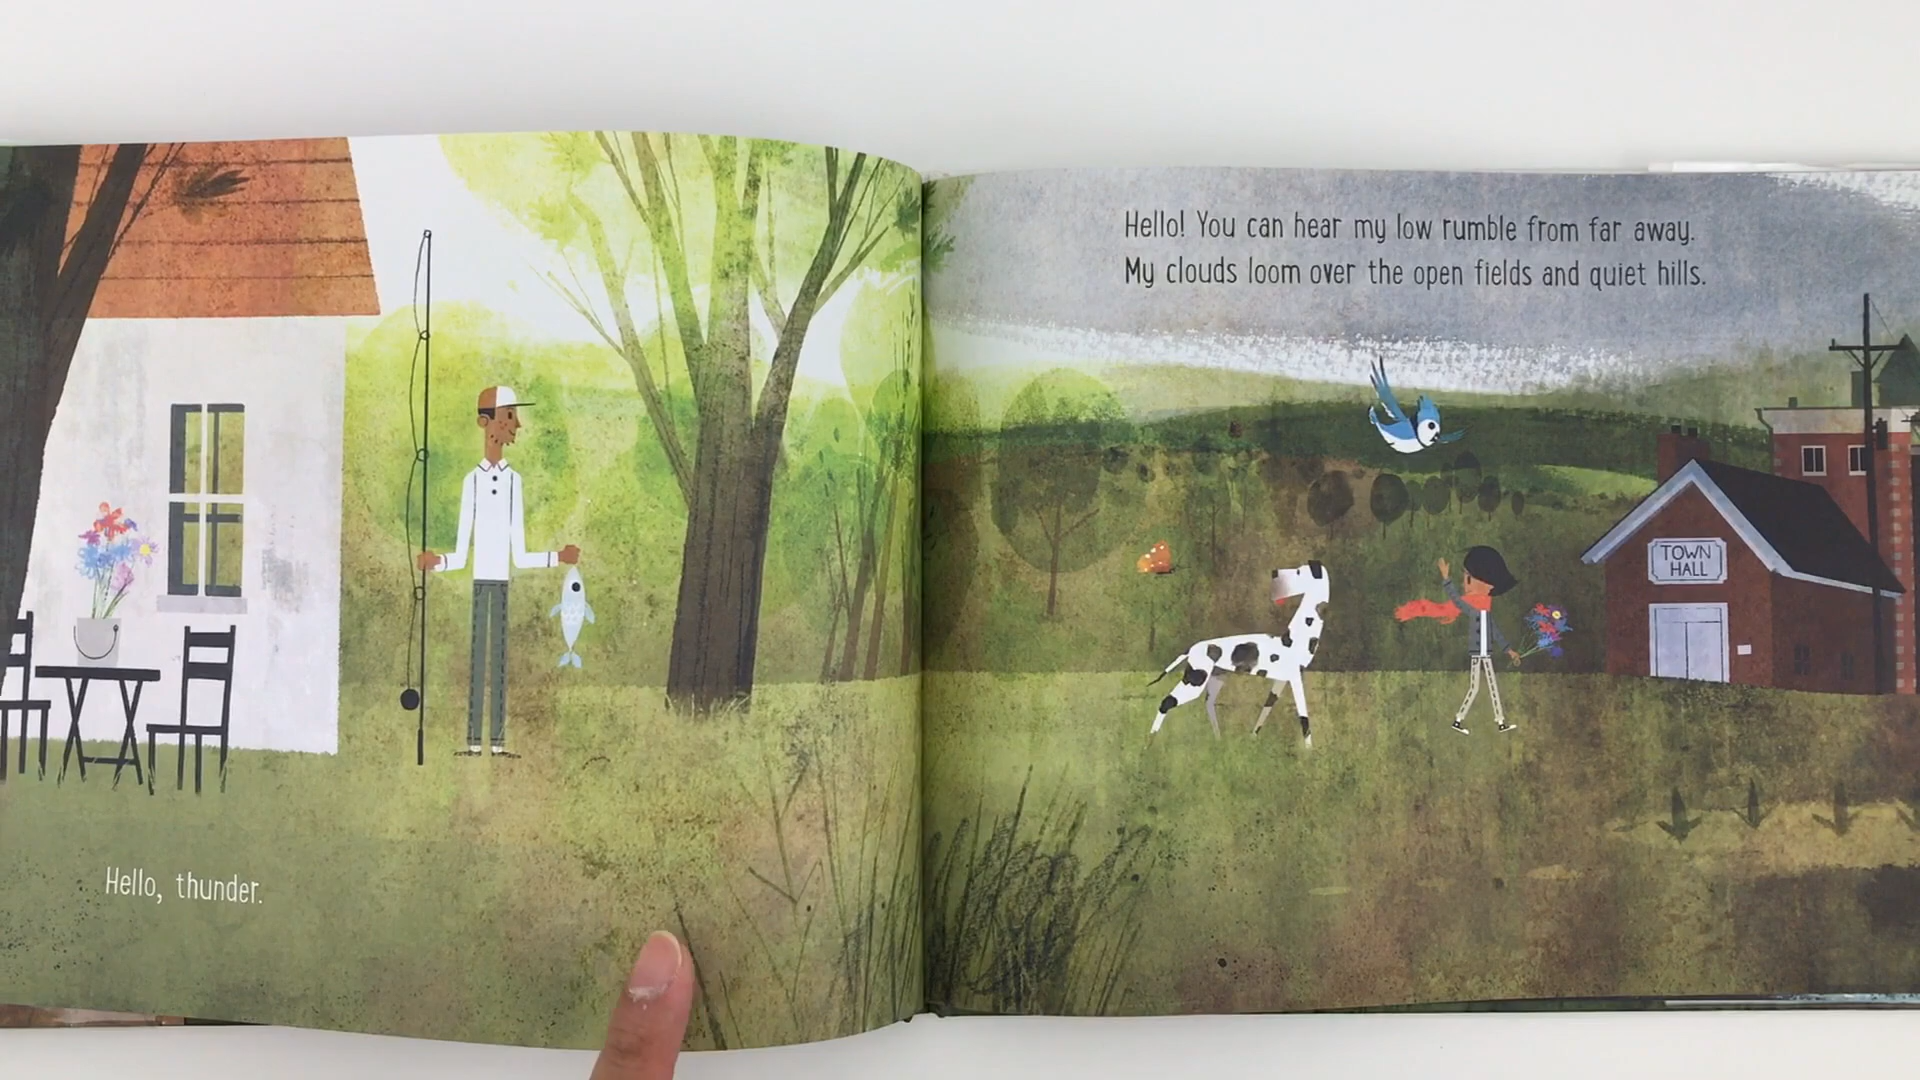 Hello, thunder.
Hello! You can hear my low rumble from far away.
My clouds loom over the open fields and quiet hills.
TOWN
HALL